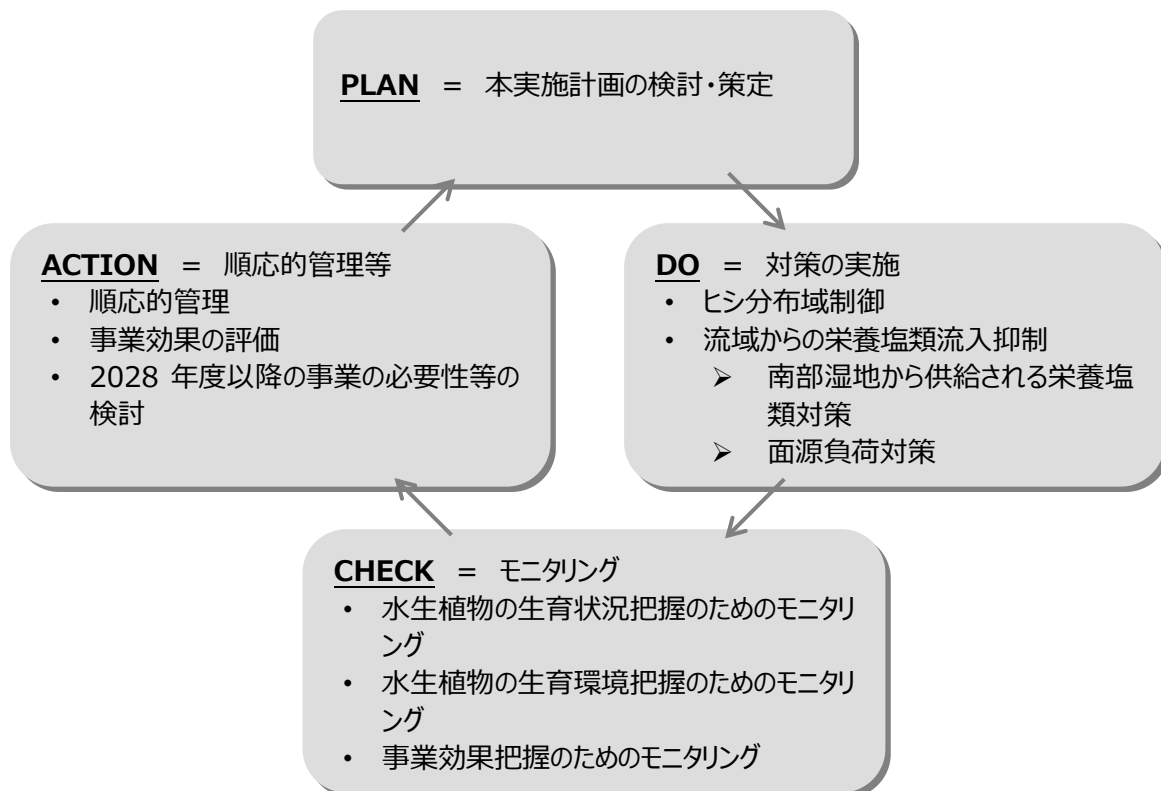 PLAN = 本実施計画の検討・策定
ACTION = 順応的管理等
• 順応的管理
• 事業効果の評価
• 2028 年度以降の事業の必要性等の
検討
DO = 対策の実施
• ヒシ分布域制御
• 流域からの栄養塩類流入抑制
➢ 南部湿地から供給される栄養塩
類対策
➢ 面源負荷対策
CHECK = モニタリング
• 水生植物の生育状況把握のためのモニタリ
ング
• 水生植物の生育環境把握のためのモニタリ
ング
• 事業効果把握のためのモニタリング